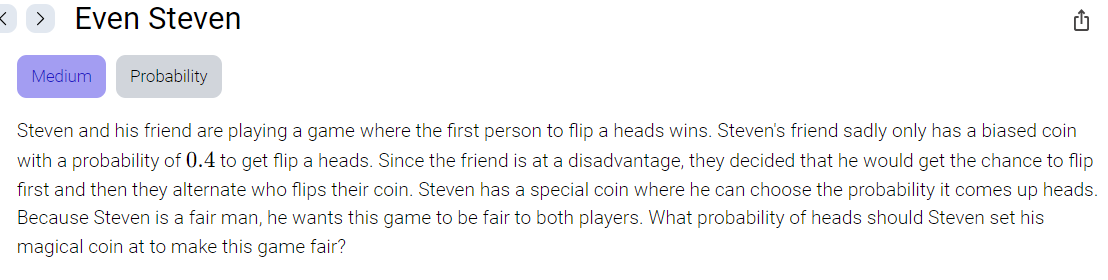 Even Steven
Medium Probability
Steven and his friend are playing a game where the first person to flip a heads wins. Steven's friend sadly only has a biased coin
with a probability of 0.4 to get flip a heads. Since the friend is at a disadvantage, they decided that he would get the chance to flip
first and then they alternate who flips their coin. Steven has a special coin where he can choose the probability it comes up heads.
Because Steven is a fair man, he wants this game to be fair to both players. What probability of heads should Steven set his
magical coin at to make this game fair?